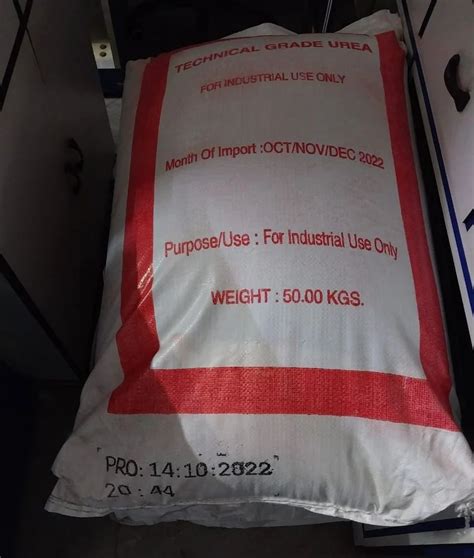 TECHNICAL GRADE UREA
FOR INDUSTRIAL USE ONLY
Month Of Import :OCT/NOV/DEC 2022
Purpose/Use : For Industrial Use Only
WEIGHT : 50.00 KGS.
PRO: 14:10:2022
20:44